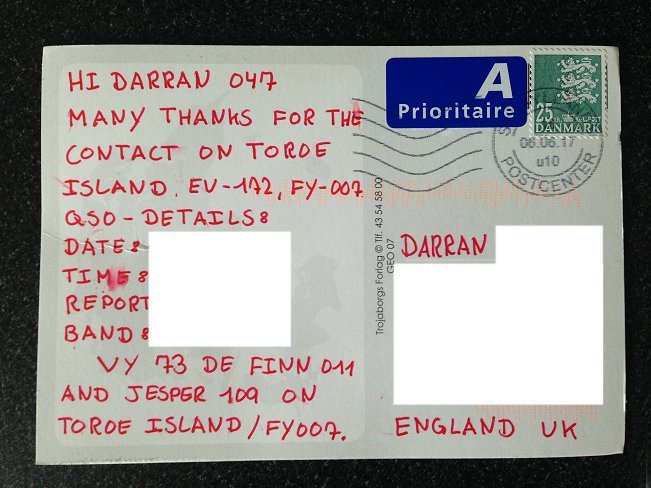 HI DARRAN 047
MANY THANKS FOR THE
CONTACT ON TOROE
ISLAND. EV-172, FY-007
QSO-DETAILS:
DATE:
TIME:
REPORT
BAND:
VY 73 DE FINN 011
AND JESPER 109 ON
TOROE ISLAND/FY007.
A
Prioritaire
25
KR.
DANMARK
POSTCENTER
06.06.17
u10
Trojaborgs Forlag © Tlf. 43 54 58 00
GEO 07
DARRAN
ENGLAND UK